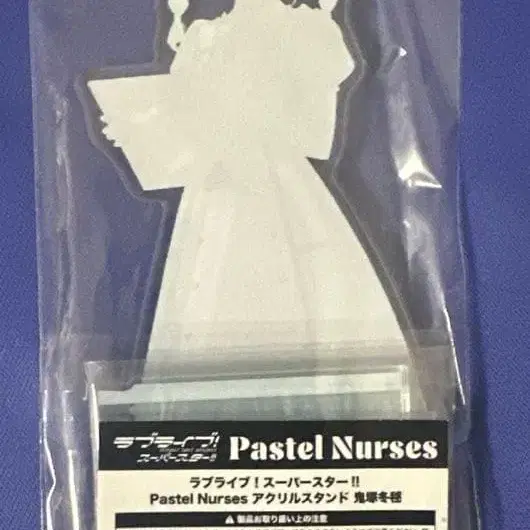 ラブライブ! スーパースター!! Pastel Nurses
ラブライブ！スーパースター!!
Pastel Nurses アクリルスタンド 鬼塚冬毬
⚠ 製品お取り扱い上の注意